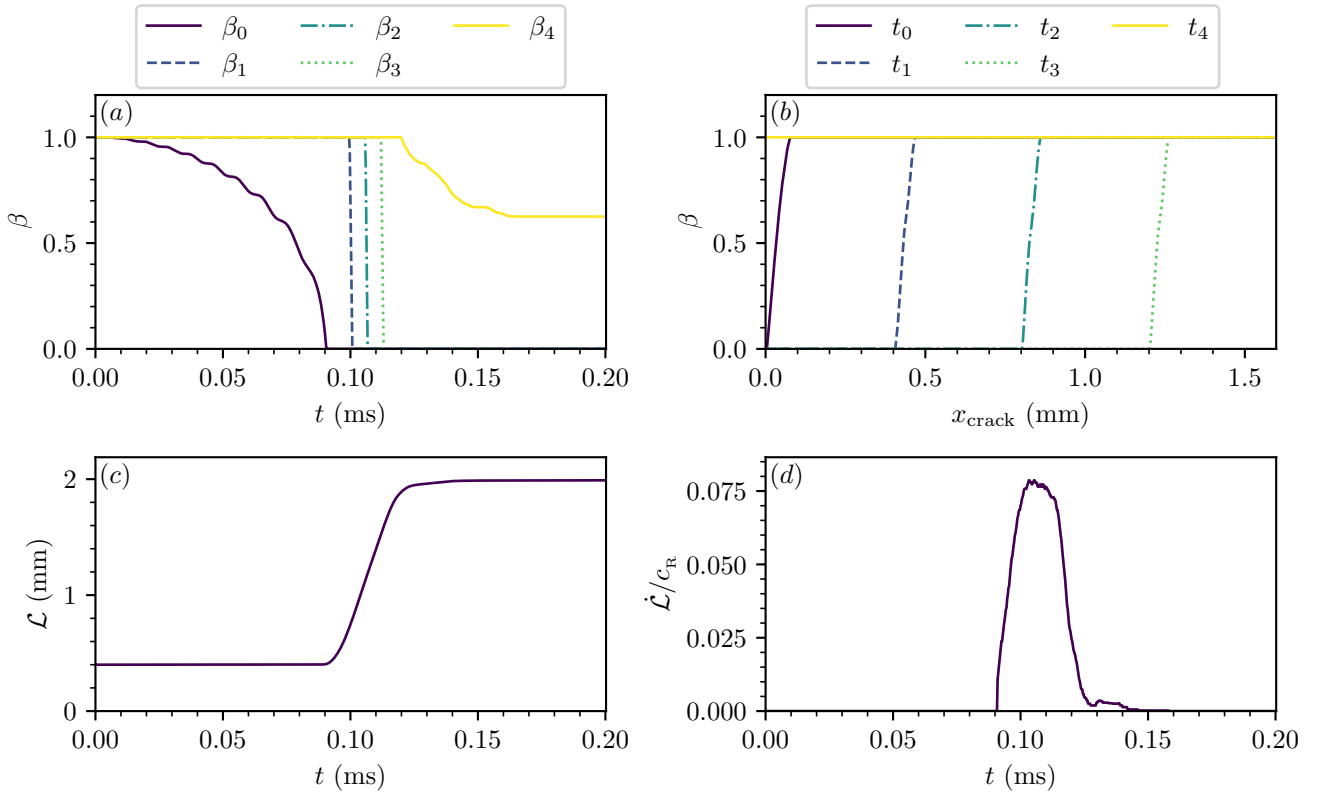 β₀ β₂ β₄
β₁ β₃
t₀ t₂ t₄
t₁ t₃
(a)
1.0
0.5
0.0
β
0.00 0.05 0.10 0.15 0.20
t (ms)
(b)
1.0
0.5
0.0
β
0.0 0.5 1.0 1.5
x_crack (mm)
(c)
2
1
0
ℒ (mm)
0.00 0.05 0.10 0.15 0.20
t (ms)
(d)
0.075
0.050
0.025
0.000
ℒ̇/c_R
0.00 0.05 0.10 0.15 0.20
t (ms)